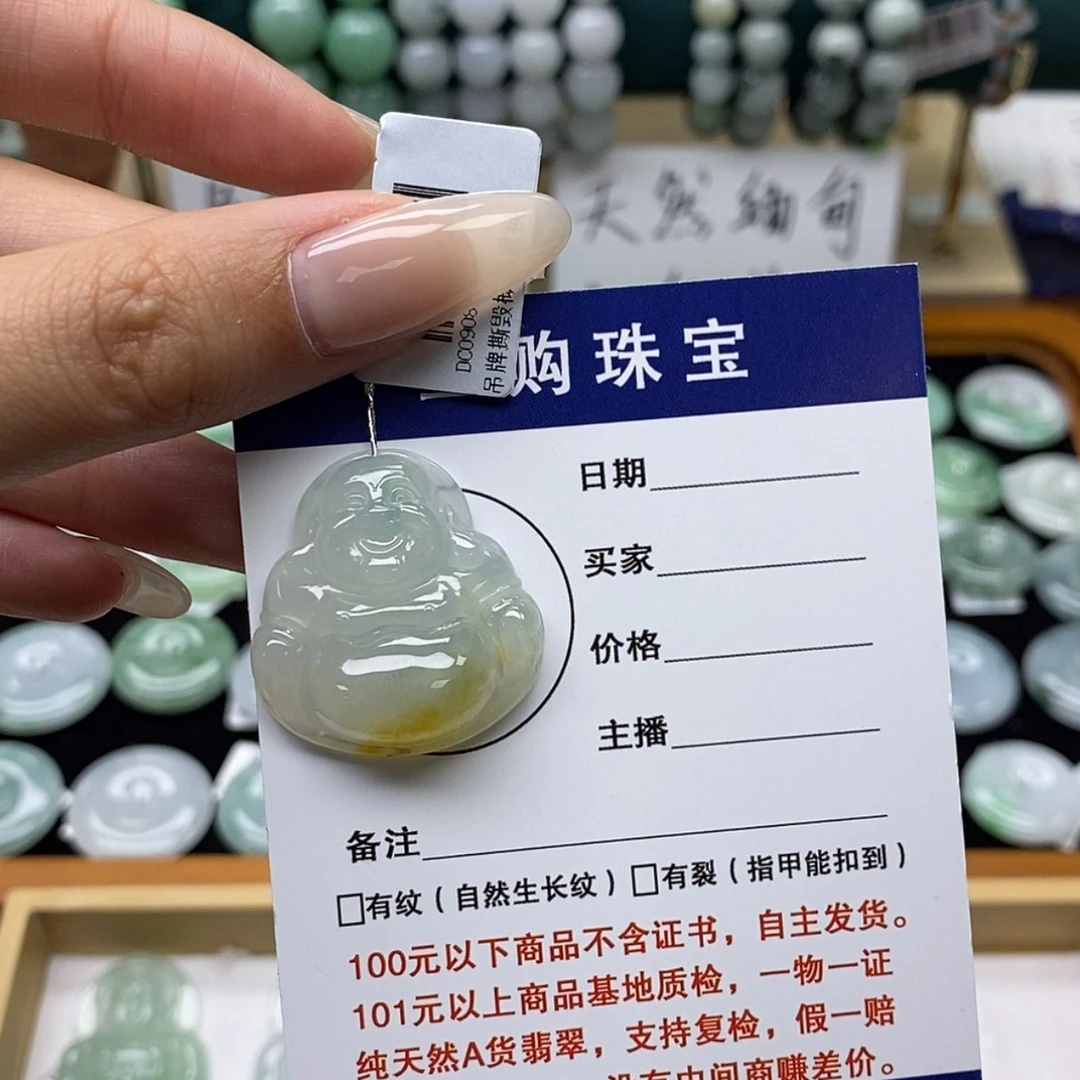 天然缅甸
DC0908
吊牌撕毁概
购珠宝
日期
买家
价格
主播
备注
□有纹（自然生长纹）□有裂（指甲能扣到）
100元以下商品不含证书，自主发货。
101元以上商品基地质检，一物一证
纯天然A货翡翠，支持复检，假一赔
没有中间商赚差价。